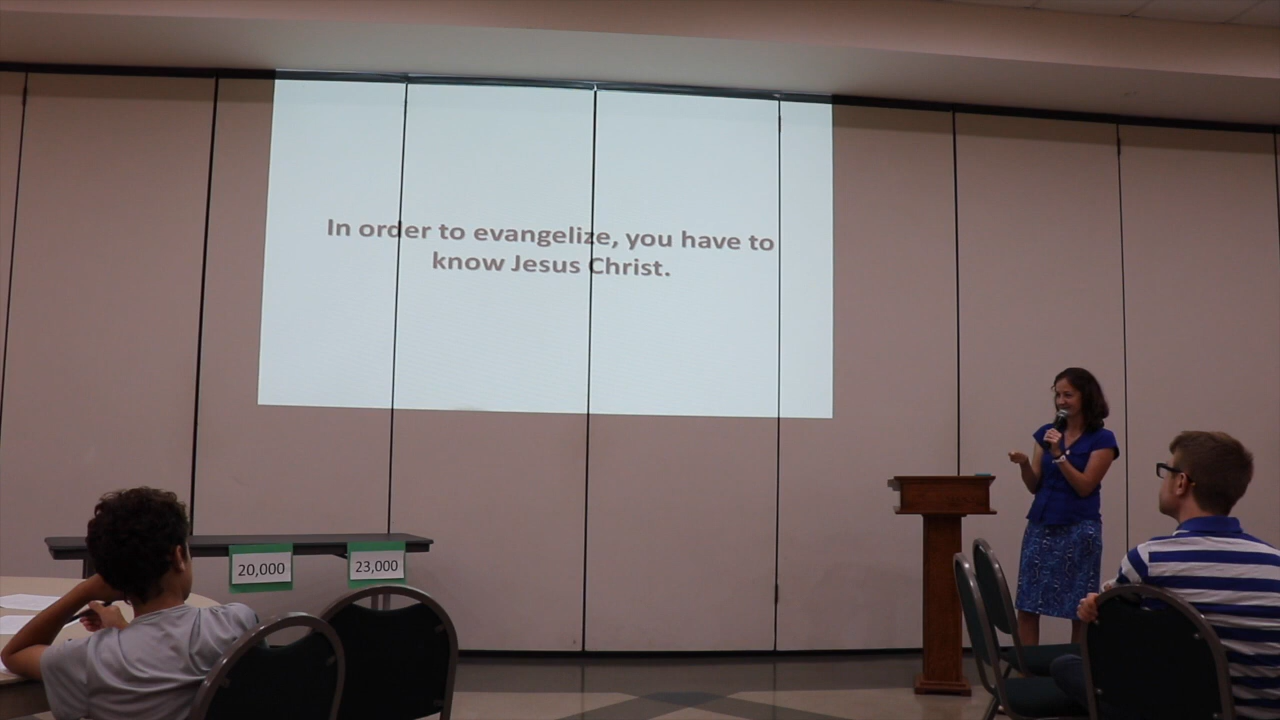 In order to evangelize, you have to
know Jesus Christ.
20,000
23,000